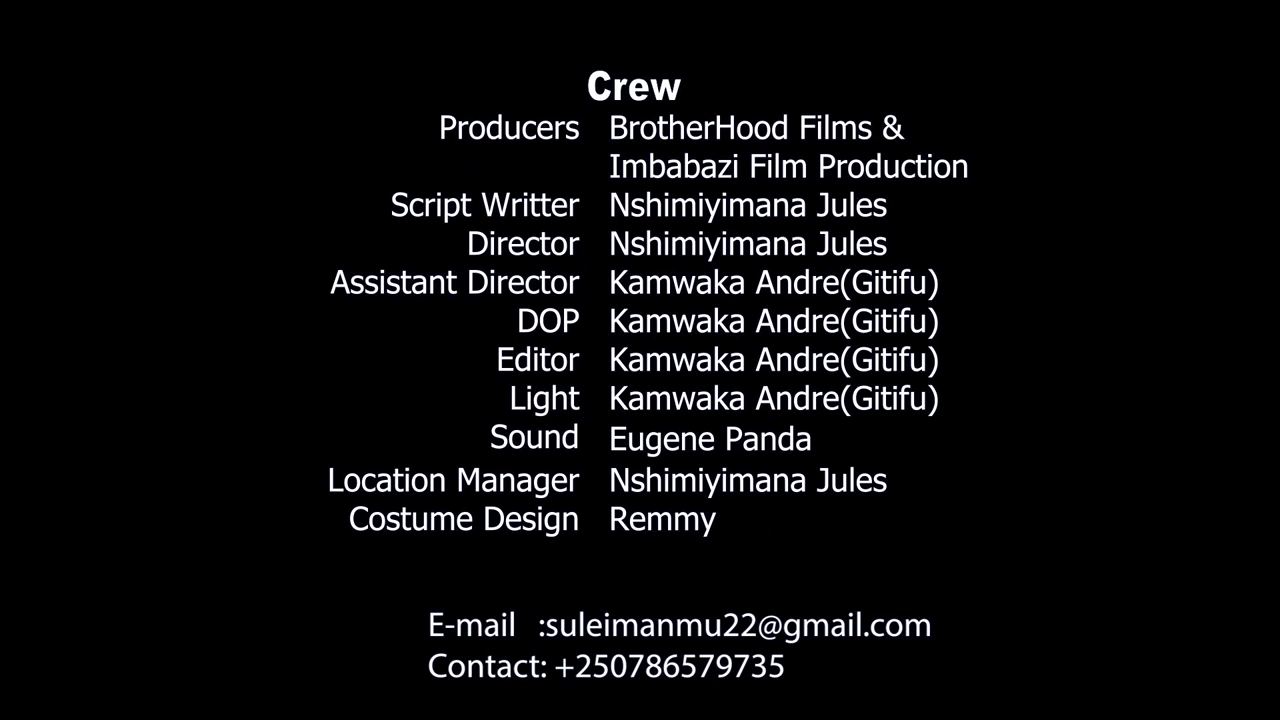 Crew
Producers BrotherHood Films &
Imbabazi Film Production
Script Writter Nshimiyimana Jules
Director Nshimiyimana Jules
Assistant Director Kamwaka Andre(Gitifu)
DOP Kamwaka Andre(Gitifu)
Editor Kamwaka Andre(Gitifu)
Light Kamwaka Andre(Gitifu)
Sound Eugene Panda
Location Manager Nshimiyimana Jules
Costume Design Remmy
E-mail :suleimanmu22@gmail.com
Contact: +250786579735